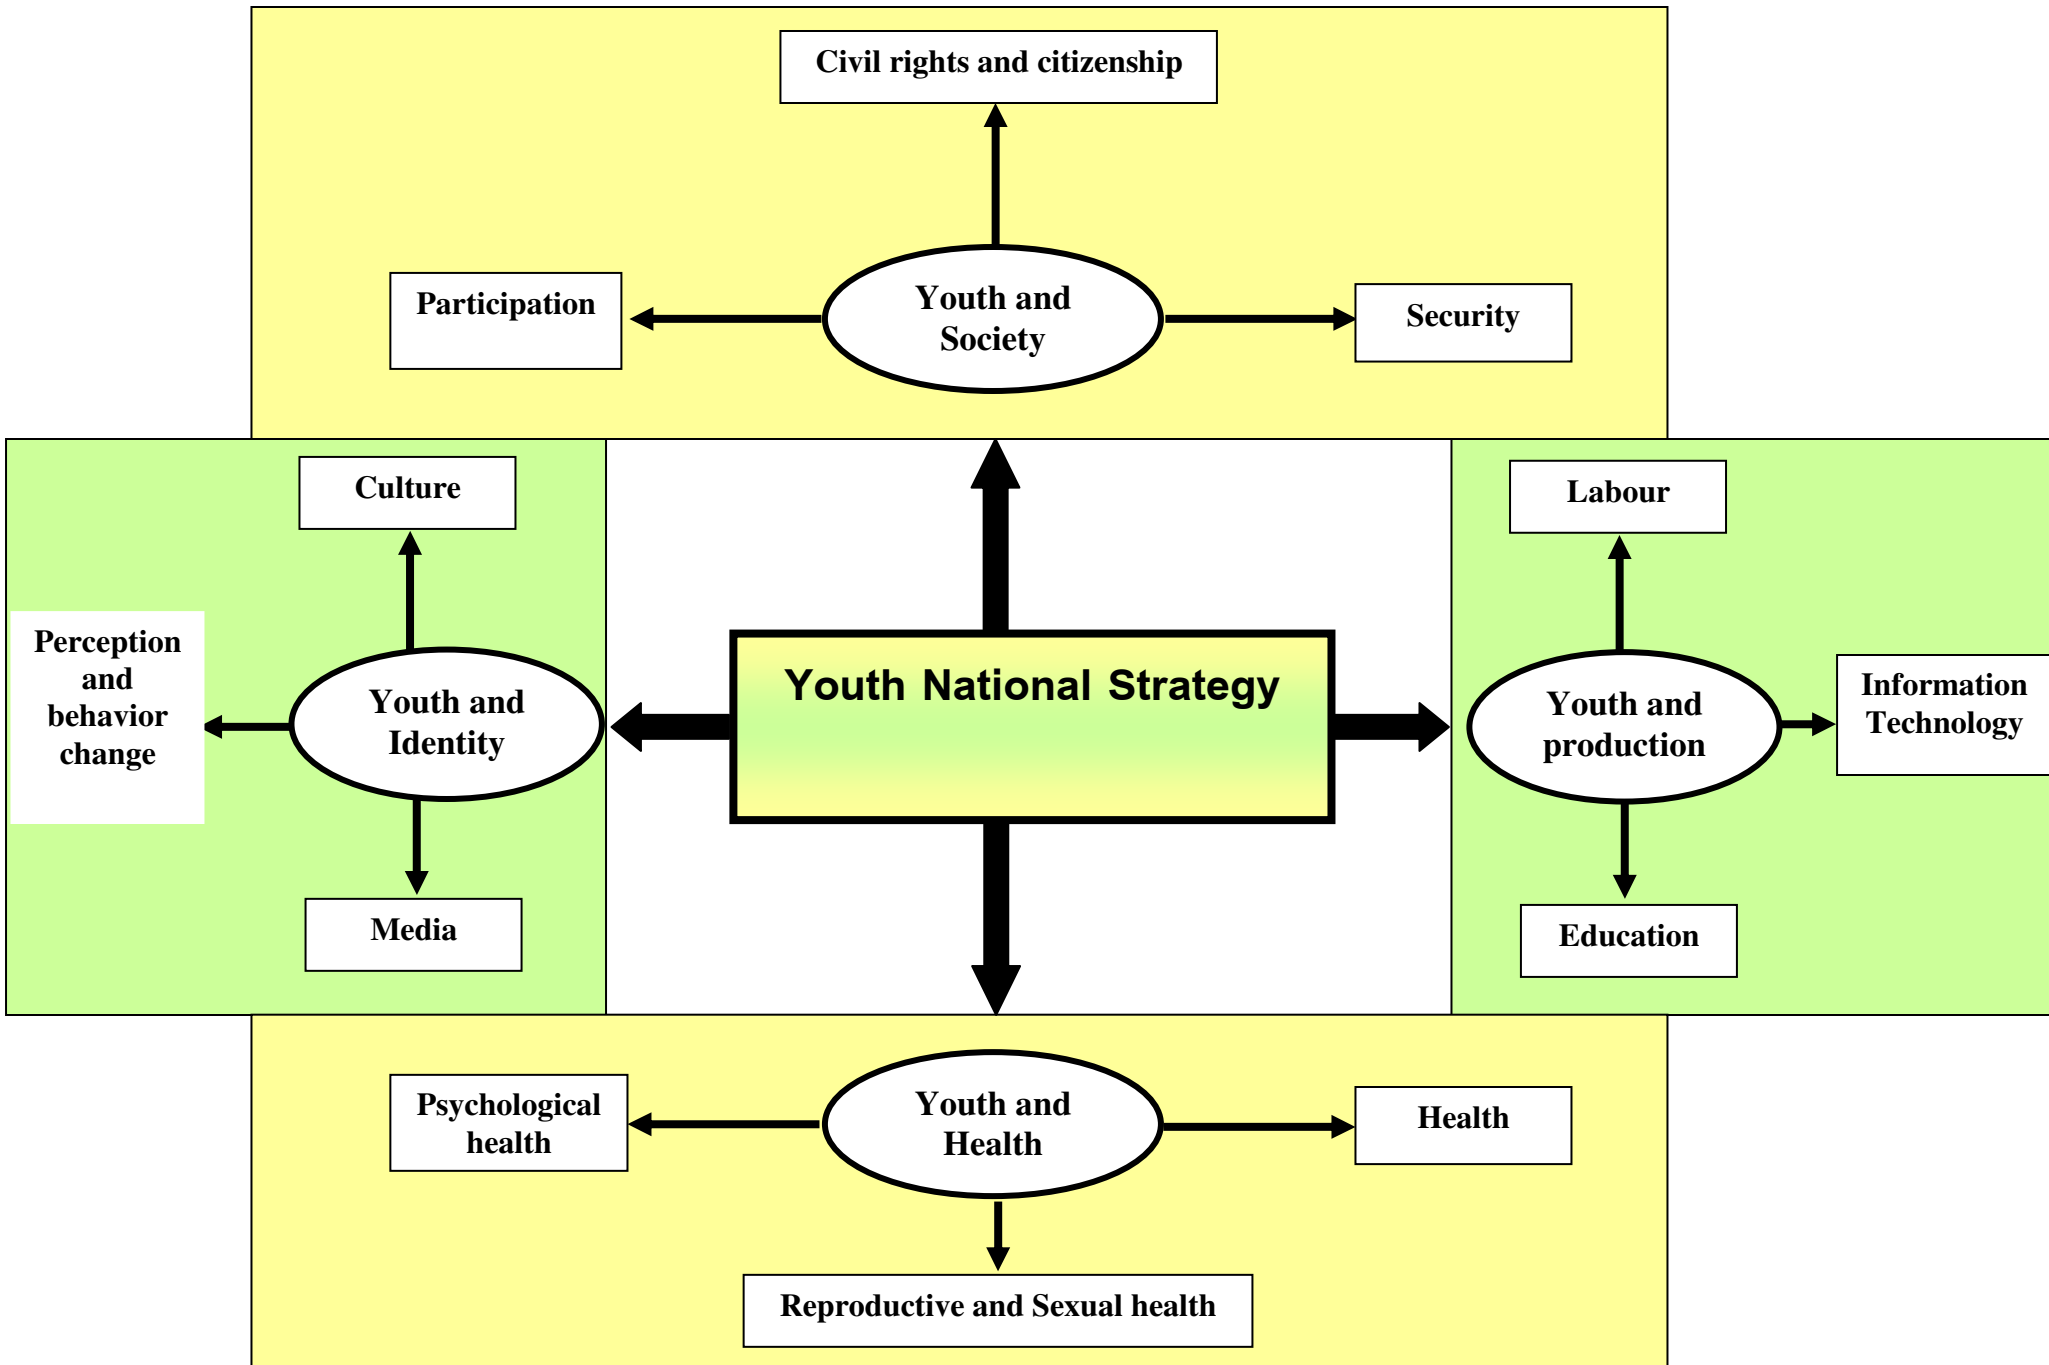 Civil rights and citizenship
Participation
Youth and
Society
Security
Culture
Labour
Perception
and
behavior
change
Youth and
Identity
Youth National Strategy
Youth and
production
Information
Technology
Media
Education
Psychological
health
Youth and
Health
Health
Reproductive and Sexual health